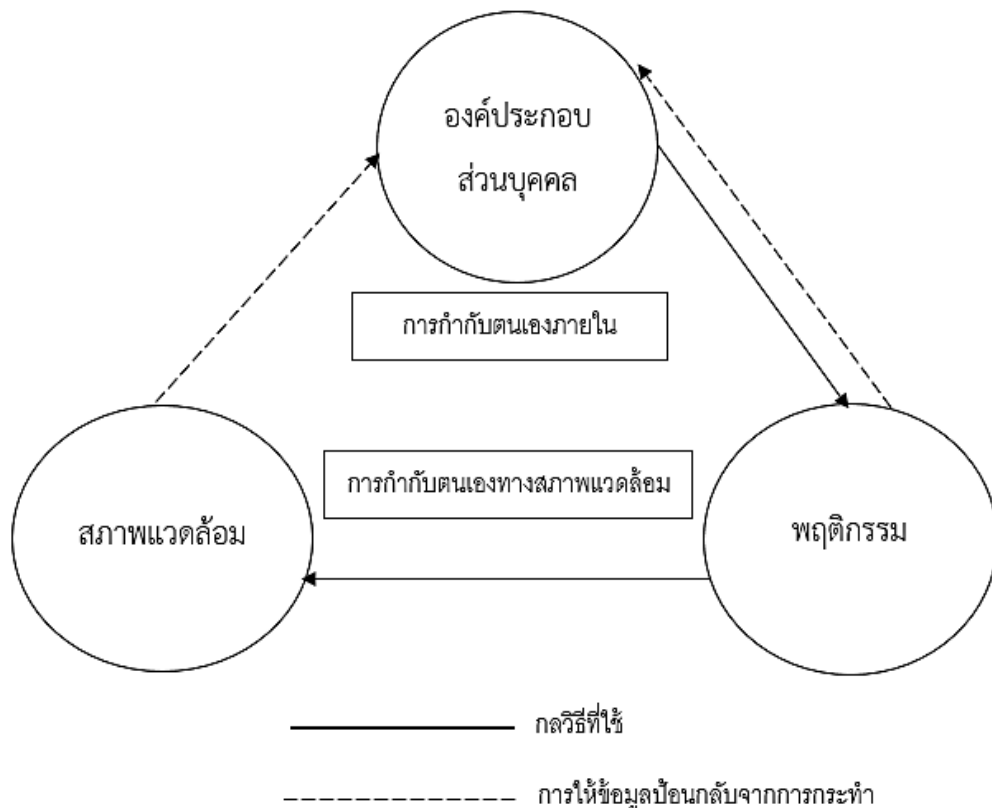 องค์ประกอบ
ส่วนบุคคล
การกำกับตนเองภายใน
การกำกับตนเองทางสภาพแวดล้อม
สภาพแวดล้อม
พฤติกรรม
กลวิธีที่ใช้
การให้ข้อมูลป้อนกลับจากการกระทำ